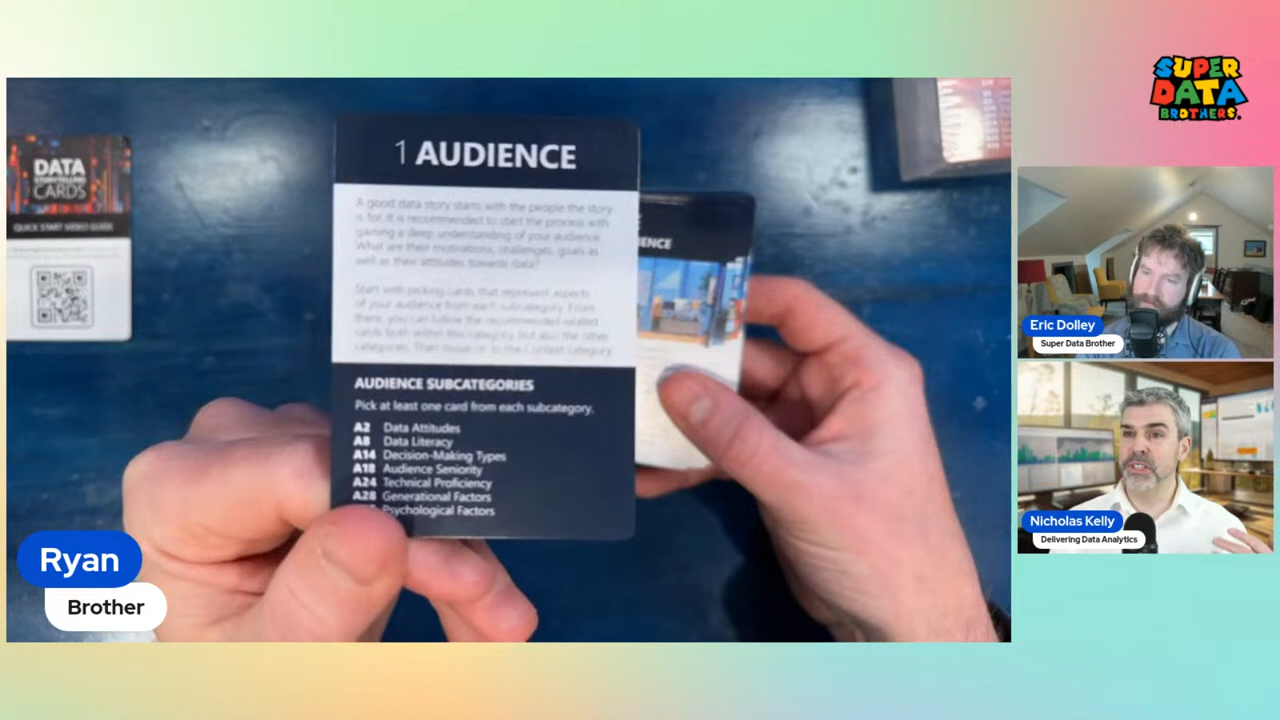 SUPER
DATA
BROTHERS.
DATA
STORYTELLING
CARDS
QUICK START VIDEO GUIDE
1 AUDIENCE
A good data story starts with the people the story
is for. It is recommended to start the process with
gaining a deep understanding of your audience.
What are their motivations, challenges, goals as
well as their attitudes towards data?
Start with picking cards that represent aspects
of your audience from each subcategory. From
there, you can follow the recommended related
cards both within this category, but also the other
categories. Then move on to the Context category.
AUDIENCE SUBCATEGORIES
Pick at least one card from each subcategory.
A2 Data Attitudes
A8 Data Literacy
A14 Decision-Making Types
A18 Audience Seniority
A24 Technical Proficiency
A28 Generational Factors
Psychological Factors
Eric Dolley
Super Data Brother
Nicholas Kelly
Delivering Data Analytics
Ryan
Brother